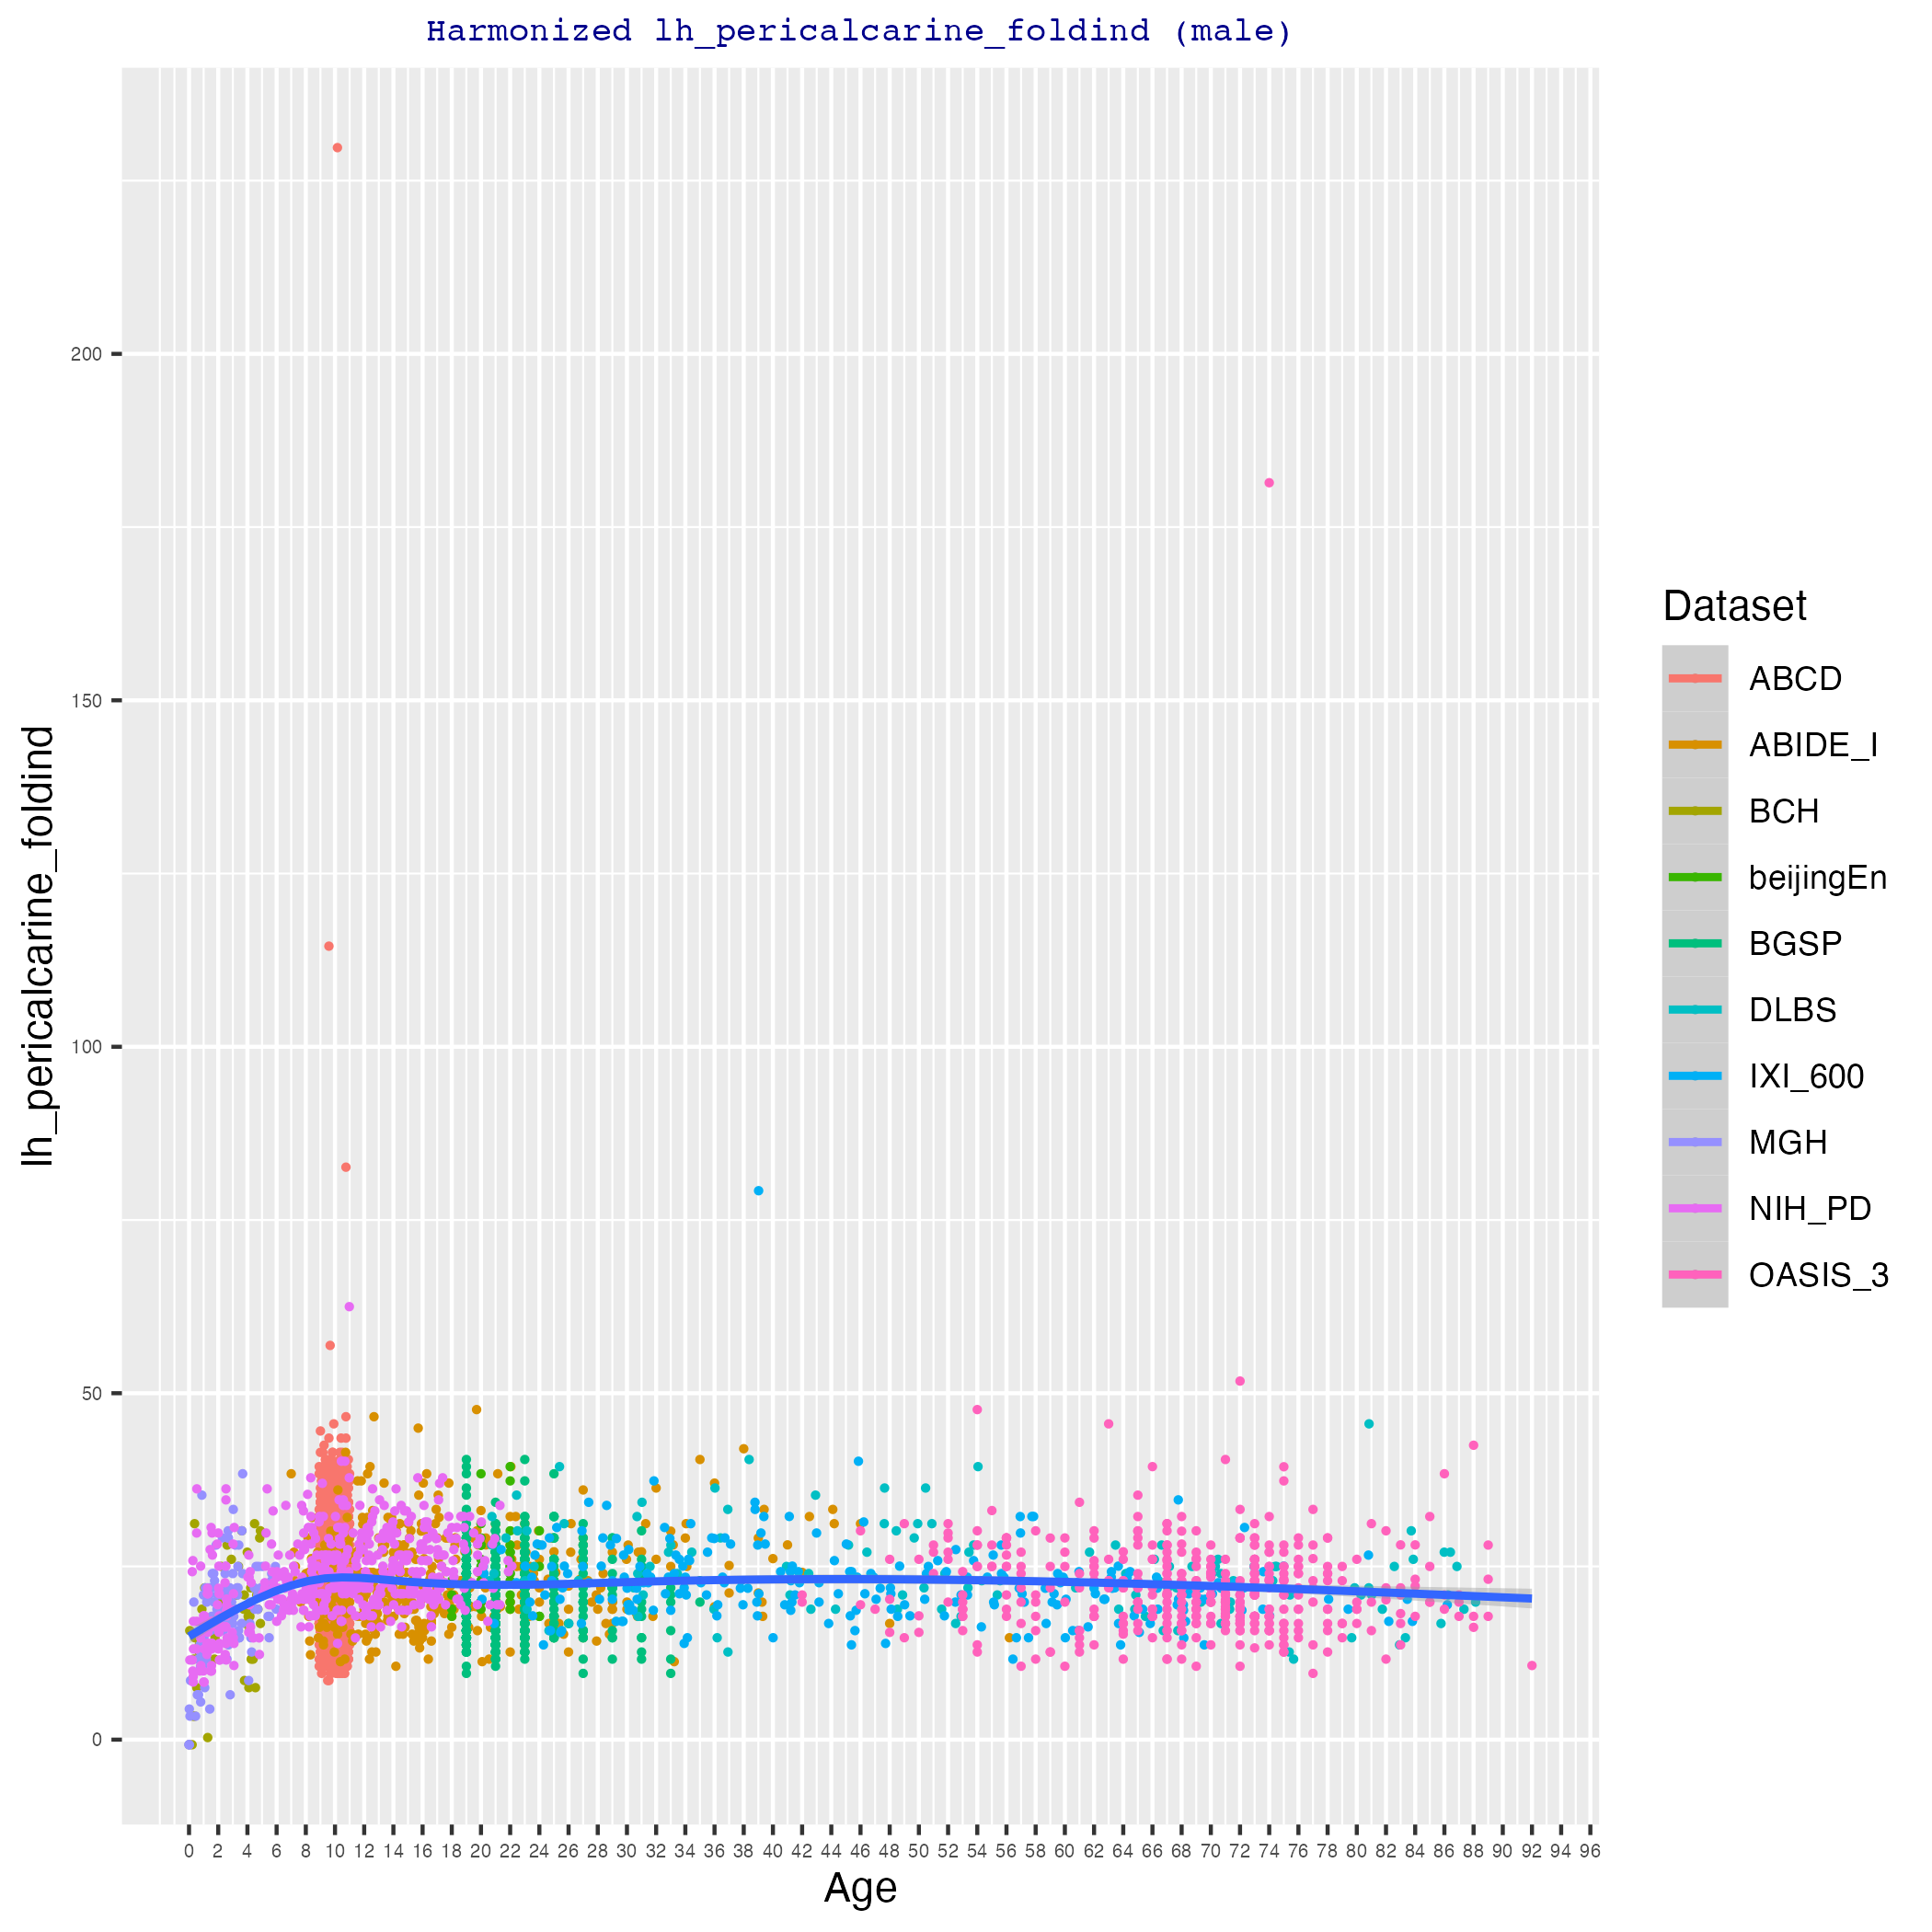 Harmonized lh_pericalcarine_foldind (male)
lh_pericalcarine_foldind
200
150
100
50
0
0 2 4 6 8 10 12 14 16 18 20 22 24 26 28 30 32 34 36 38 40 42 44 46 48 50 52 54 56 58 60 62 64 66 68 70 72 74 76 78 80 82 84 86 88 90 92 94 96
Age
Dataset
ABCD
ABIDE_I
BCH
beijingEn
BGSP
DLBS
IXI_600
MGH
NIH_PD
OASIS_3